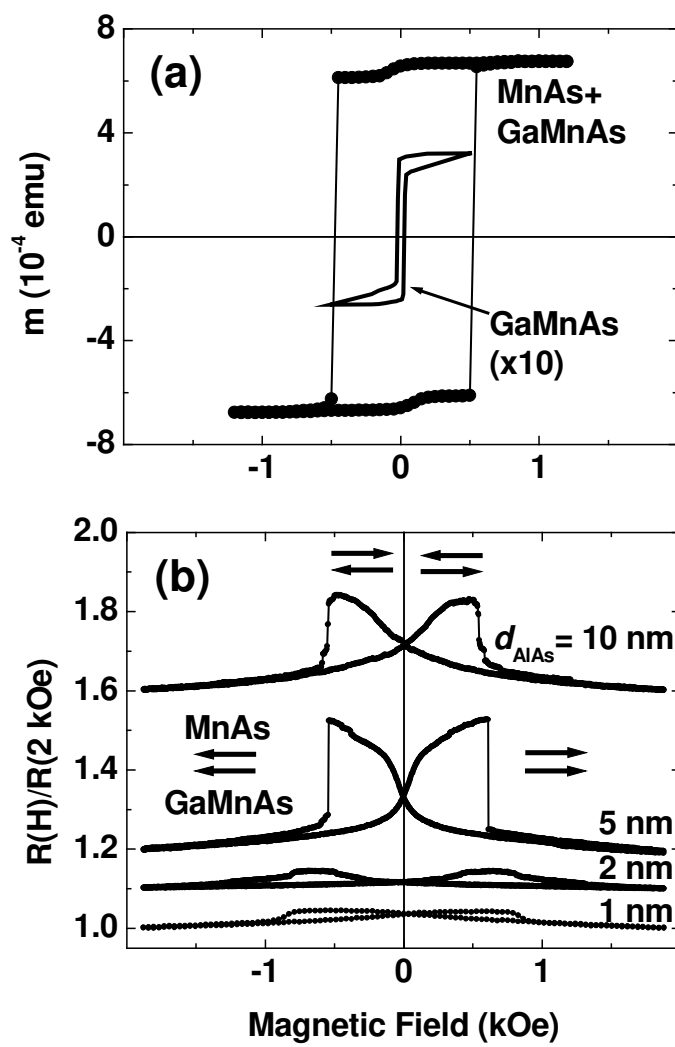 (a)
8
4
0
-4
-8
m (10⁻⁴ emu)
MnAs+
GaMnAs
GaMnAs
(x10)
-1 0 1
(b)
2.0
1.8
1.6
1.4
1.2
1.0
R(H)/R(2 kOe)
d_AlAs = 10 nm
MnAs
GaMnAs
5 nm
2 nm
1 nm
-1 0 1
Magnetic Field (kOe)